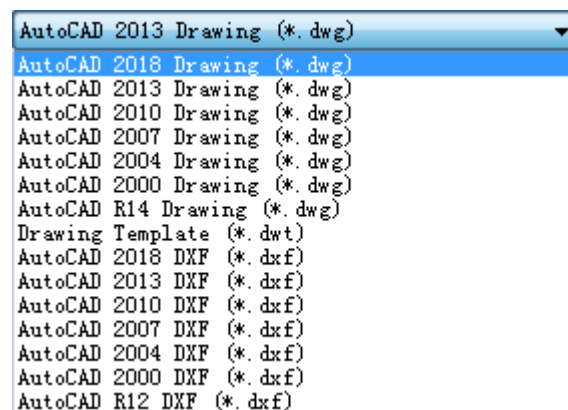 AutoCAD 2013 Drawing (*.dwg)
AutoCAD 2018 Drawing (*.dwg)
AutoCAD 2013 Drawing (*.dwg)
AutoCAD 2010 Drawing (*.dwg)
AutoCAD 2007 Drawing (*.dwg)
AutoCAD 2004 Drawing (*.dwg)
AutoCAD 2000 Drawing (*.dwg)
AutoCAD R14 Drawing (*.dwg)
Drawing Template (*.dwt)
AutoCAD 2018 DXF (*.dxf)
AutoCAD 2013 DXF (*.dxf)
AutoCAD 2010 DXF (*.dxf)
AutoCAD 2007 DXF (*.dxf)
AutoCAD 2004 DXF (*.dxf)
AutoCAD 2000 DXF (*.dxf)
AutoCAD R12 DXF (*.dxf)